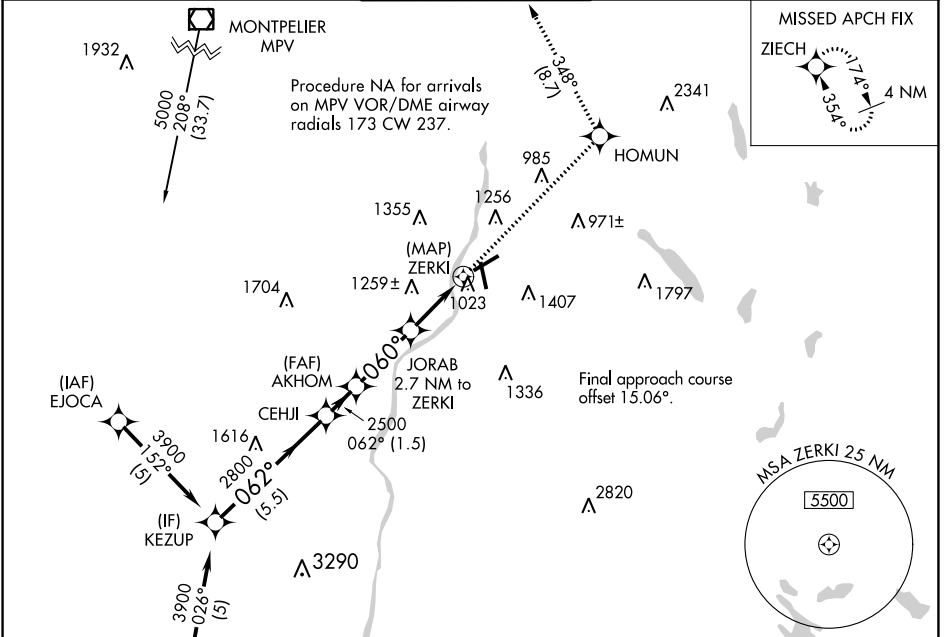 MISSED APCH FIX
ZIECH
174°
4 NM
354°
MONTPELIER
MPV
1932
5000
208°
(33.7)
Procedure NA for arrivals
on MPV VOR/DME airway
radials 173 CW 237.
348°
(8.7)
2341
HOMUN
985
1256
1355
971±
(MAP)
ZERKI
1259±
1023
1704
1407
1797
(FAF)
AKHOM
060°
JORAB
2.7 NM to
ZERKI
1336
Final approach course
offset 15.06°.
(IAF)
EJOCA
CEHJI
2500
062° (1.5)
3900
152°
(5)
1616
2800
062°
(5.5)
(IF)
KEZUP
2820
MSA ZERKI 25 NM
5500
3290
3900
026°
(5)